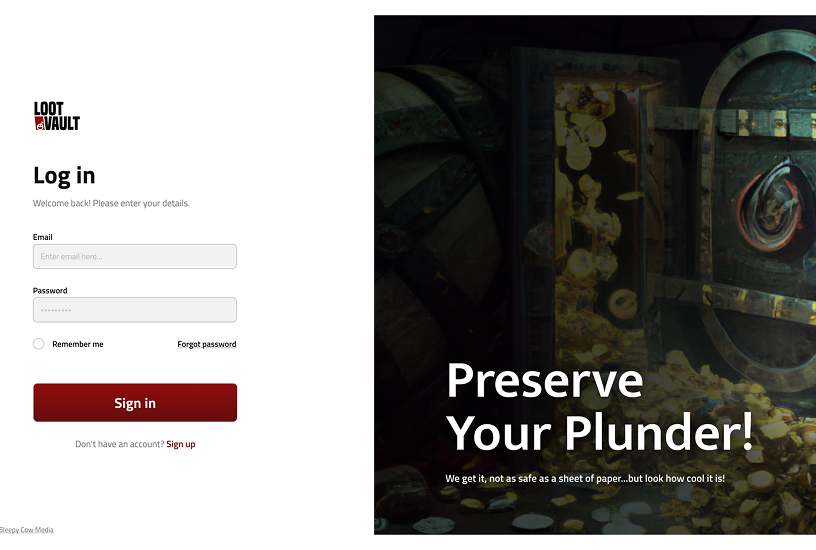 LOOT
VAULT
Log in
Welcome back! Please enter your details.
Email
Enter email here...
Password
Remember me
Forgot password
Sign in
Don't have an account? Sign up
Sleepy Cow Media
Preserve
Your Plunder!
We get it, not as safe as a sheet of paper...but look how cool it is!